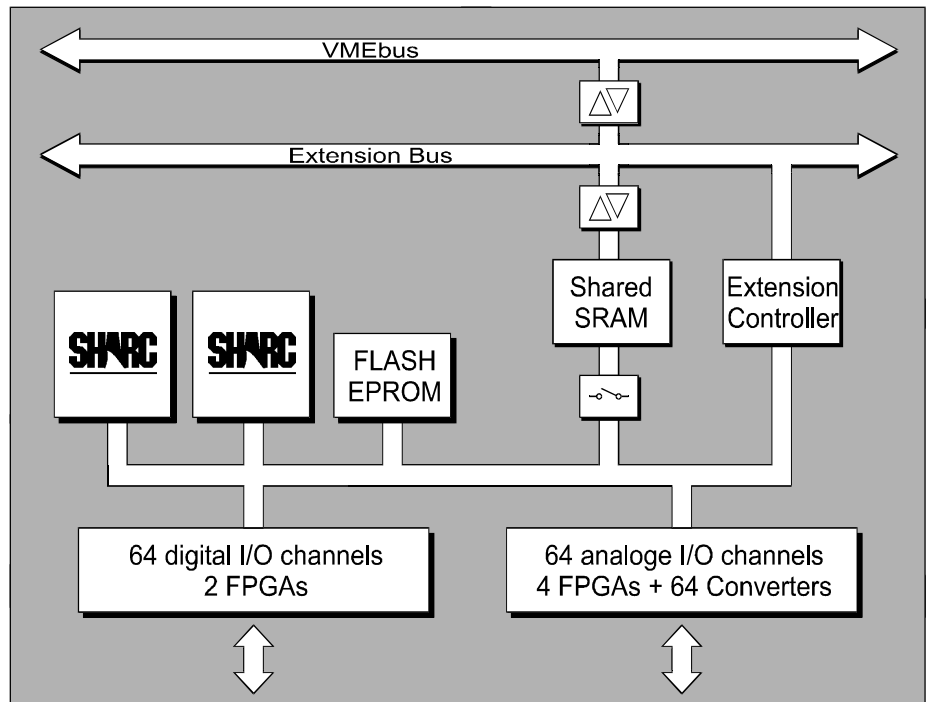 VMEbus
Extension Bus
Shared
SRAM
Extension
Controller
SHARC
SHARC
FLASH
EPROM
64 digital I/O channels
2 FPGAs
64 analoge I/O channels
4 FPGAs + 64 Converters